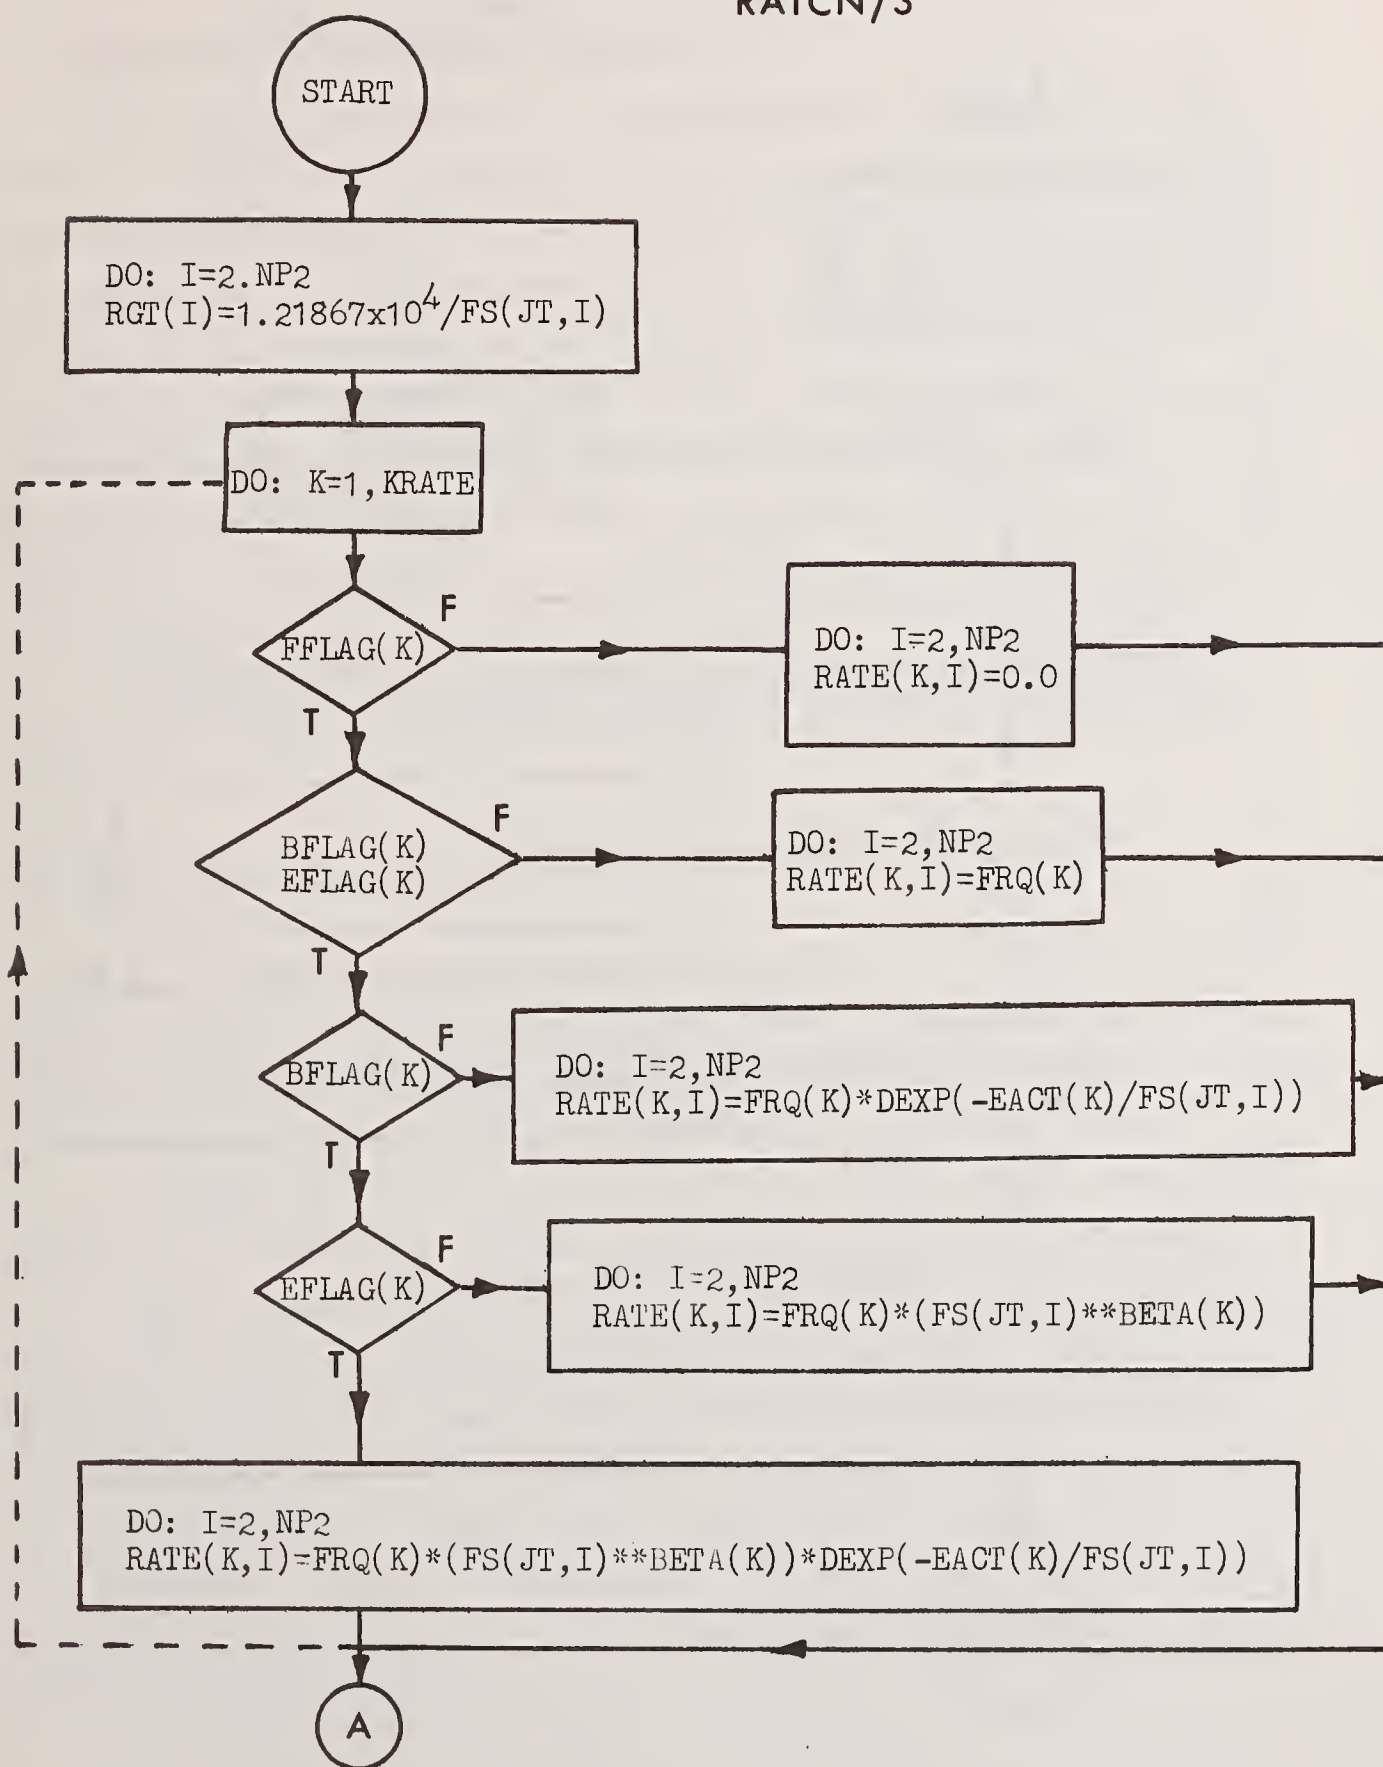 RATCN/3
START
DO: I=2.NP2
RGT(I)=1.21867x10⁴/FS(JT,I)
DO: K=1,KRATE
F
FFLAG(K)
DO: I=2,NP2
RATE(K,I)=0.0
T
F
BFLAG(K)
EFLAG(K)
DO: I=2,NP2
RATE(K,I)=FRQ(K)
T
F
BFLAG(K)
DO: I=2,NP2
RATE(K,I)=FRQ(K)*DEXP(-EACT(K)/FS(JT,I))
T
F
EFLAG(K)
DO: I=2,NP2
RATE(K,I)=FRQ(K)*(FS(JT,I)**BETA(K))
T
DO: I=2,NP2
RATE(K,I)=FRQ(K)*(FS(JT,I)**BETA(K))*DEXP(-EACT(K)/FS(JT,I))
A